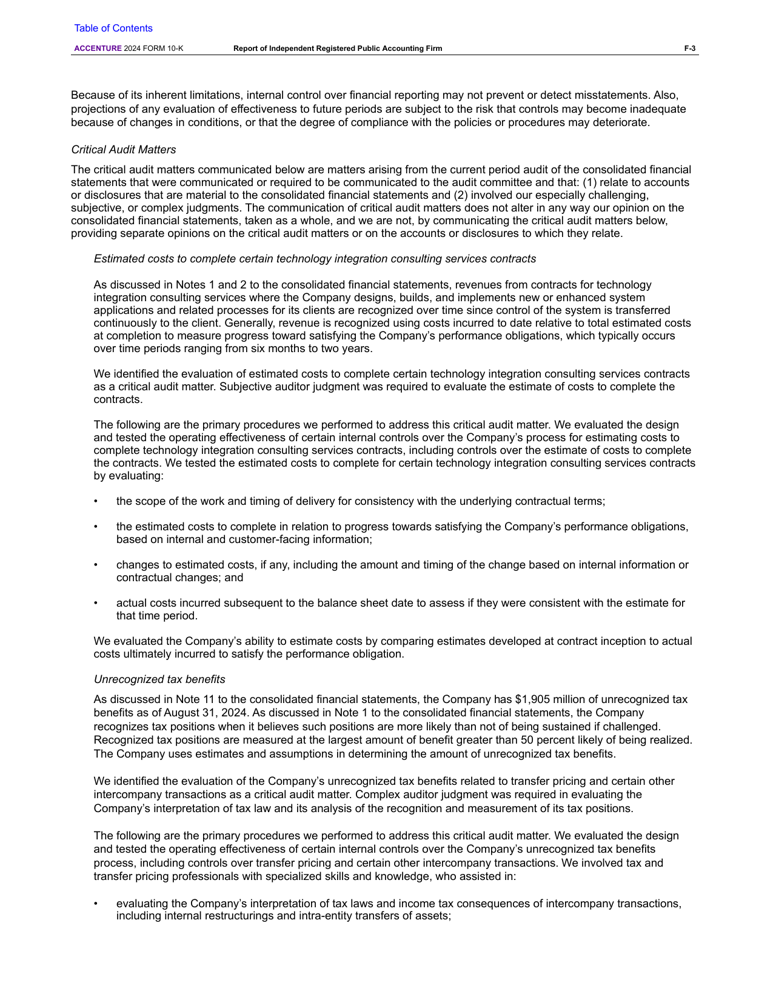 Table of Contents
ACCENTURE 2024 FORM 10-K Report of Independent Registered Public Accounting Firm F-3
Because of its inherent limitations, internal control over financial reporting may not prevent or detect misstatements. Also,
projections of any evaluation of effectiveness to future periods are subject to the risk that controls may become inadequate
because of changes in conditions, or that the degree of compliance with the policies or procedures may deteriorate.
Critical Audit Matters
The critical audit matters communicated below are matters arising from the current period audit of the consolidated financial
statements that were communicated or required to be communicated to the audit committee and that: (1) relate to accounts
or disclosures that are material to the consolidated financial statements and (2) involved our especially challenging,
subjective, or complex judgments. The communication of critical audit matters does not alter in any way our opinion on the
consolidated financial statements, taken as a whole, and we are not, by communicating the critical audit matters below,
providing separate opinions on the critical audit matters or on the accounts or disclosures to which they relate.
Estimated costs to complete certain technology integration consulting services contracts
As discussed in Notes 1 and 2 to the consolidated financial statements, revenues from contracts for technology
integration consulting services where the Company designs, builds, and implements new or enhanced system
applications and related processes for its clients are recognized over time since control of the system is transferred
continuously to the client. Generally, revenue is recognized using costs incurred to date relative to total estimated costs
at completion to measure progress toward satisfying the Company’s performance obligations, which typically occurs
over time periods ranging from six months to two years.
We identified the evaluation of estimated costs to complete certain technology integration consulting services contracts
as a critical audit matter. Subjective auditor judgment was required to evaluate the estimate of costs to complete the
contracts.
The following are the primary procedures we performed to address this critical audit matter. We evaluated the design
and tested the operating effectiveness of certain internal controls over the Company’s process for estimating costs to
complete technology integration consulting services contracts, including controls over the estimate of costs to complete
the contracts. We tested the estimated costs to complete for certain technology integration consulting services contracts
by evaluating:
• the scope of the work and timing of delivery for consistency with the underlying contractual terms;
• the estimated costs to complete in relation to progress towards satisfying the Company’s performance obligations,
based on internal and customer-facing information;
• changes to estimated costs, if any, including the amount and timing of the change based on internal information or
contractual changes; and
• actual costs incurred subsequent to the balance sheet date to assess if they were consistent with the estimate for
that time period.
We evaluated the Company’s ability to estimate costs by comparing estimates developed at contract inception to actual
costs ultimately incurred to satisfy the performance obligation.
Unrecognized tax benefits
As discussed in Note 11 to the consolidated financial statements, the Company has $1,905 million of unrecognized tax
benefits as of August 31, 2024. As discussed in Note 1 to the consolidated financial statements, the Company
recognizes tax positions when it believes such positions are more likely than not of being sustained if challenged.
Recognized tax positions are measured at the largest amount of benefit greater than 50 percent likely of being realized.
The Company uses estimates and assumptions in determining the amount of unrecognized tax benefits.
We identified the evaluation of the Company’s unrecognized tax benefits related to transfer pricing and certain other
intercompany transactions as a critical audit matter. Complex auditor judgment was required in evaluating the
Company’s interpretation of tax law and its analysis of the recognition and measurement of its tax positions.
The following are the primary procedures we performed to address this critical audit matter. We evaluated the design
and tested the operating effectiveness of certain internal controls over the Company’s unrecognized tax benefits
process, including controls over transfer pricing and certain other intercompany transactions. We involved tax and
transfer pricing professionals with specialized skills and knowledge, who assisted in:
• evaluating the Company’s interpretation of tax laws and income tax consequences of intercompany transactions,
including internal restructurings and intra-entity transfers of assets;